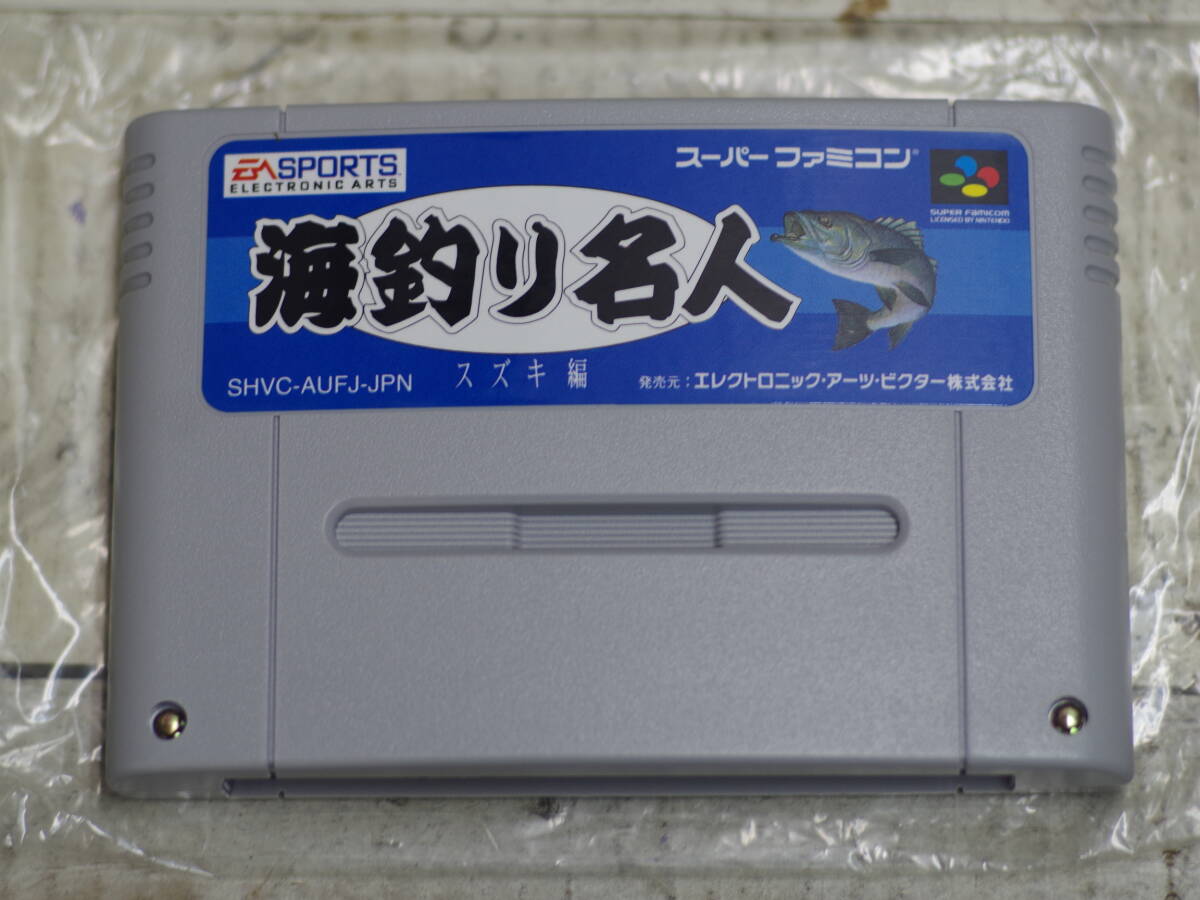 EA SPORTS™
ELECTRONIC ARTS
スーパーファミコン®
SUPER FAMICOM
LICENSED BY NINTENDO
海釣り名人
スズキ編
SHVC-AUFJ-JPN
発売元;エレクトロニック・アーツ・ビクター株式会社